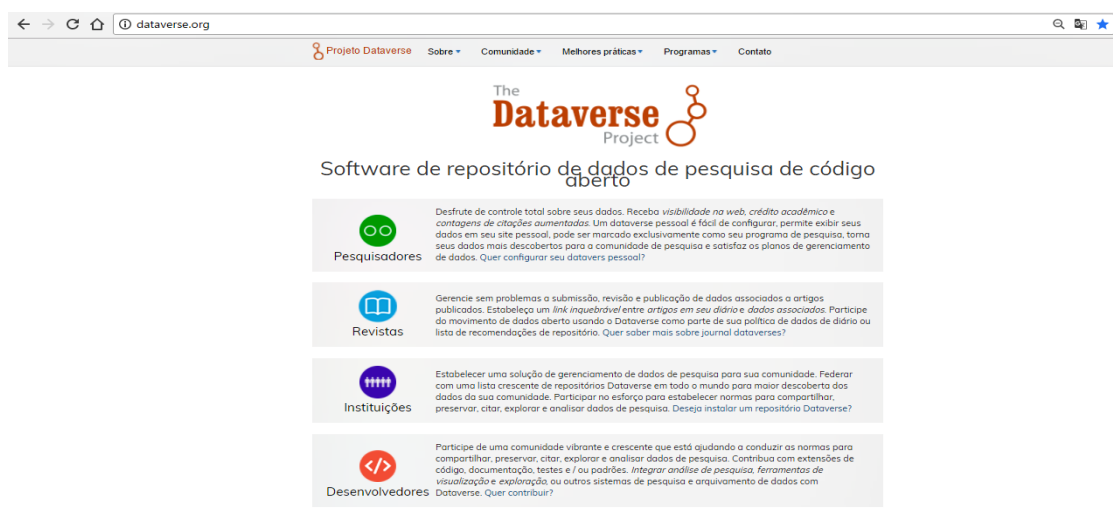 dataverse.org
Projeto Dataverse Sobre Comunidade Melhores práticas Programas Contato
The
Dataverse
Project
Software de repositório de dados de pesquisa de código
aberto
Desfrute de controle total sobre seus dados. Receba visibilidade na web, crédito acadêmico e
contagens de citações aumentadas. Um dataverse pessoal é fácil de configurar, permite exibir seus
dados em seu site pessoal, pode ser marcado exclusivamente como seu programa de pesquisa, torna
seus dados mais descobertos para a comunidade de pesquisa e satisfaz os planos de gerenciamento
de dados. Quer configurar seu datavers pessoal?
Pesquisadores
Gerencie sem problemas a submissão, revisão e publicação de dados associados a artigos
publicados. Estabeleça um link inquebrável entre artigos em seu diário e dados associados. Participe
do movimento de dados aberto usando o Dataverse como parte de sua política de dados de diário ou
lista de recomendações de repositório. Quer saber mais sobre journal dataverses?
Revistas
Estabelecer uma solução de gerenciamento de dados de pesquisa para sua comunidade. Federar
com uma lista crescente de repositórios Dataverse em todo o mundo para maior descoberta dos
dados da sua comunidade. Participar no esforço para estabelecer normas para compartilhar,
preservar, citar, explorar e analisar dados de pesquisa. Deseja instalar um repositório Dataverse?
Instituições
Participe de uma comunidade vibrante e crescente que está ajudando a conduzir as normas para
compartilhar, preservar, citar, explorar e analisar dados de pesquisa. Contribua com extensões de
código, documentação, testes e / ou padrões. Integrar análise de pesquisa, ferramentas de
visualização e exploração, ou outros sistemas de pesquisa e arquivamento de dados com
Dataverse. Quer contribuir?
Desenvolvedores